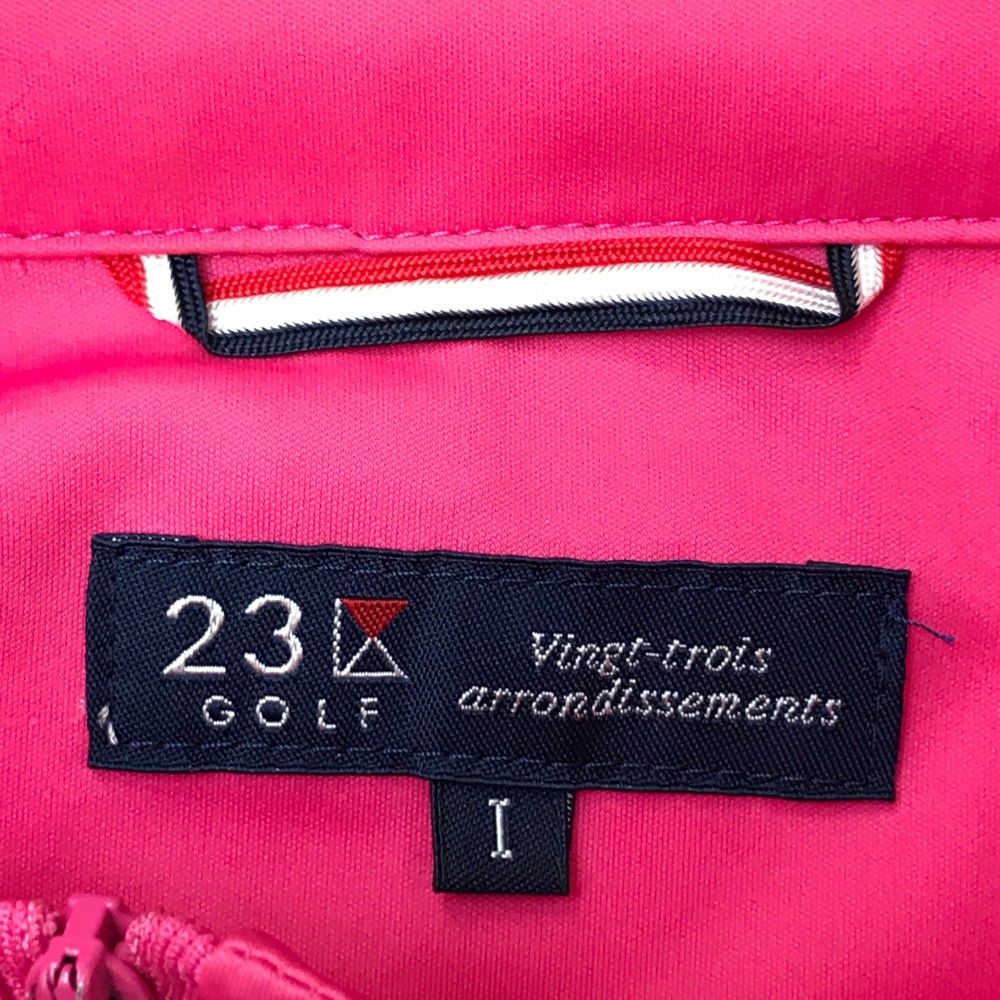 23
GOLF
Vingt-trois
arrondissements
I